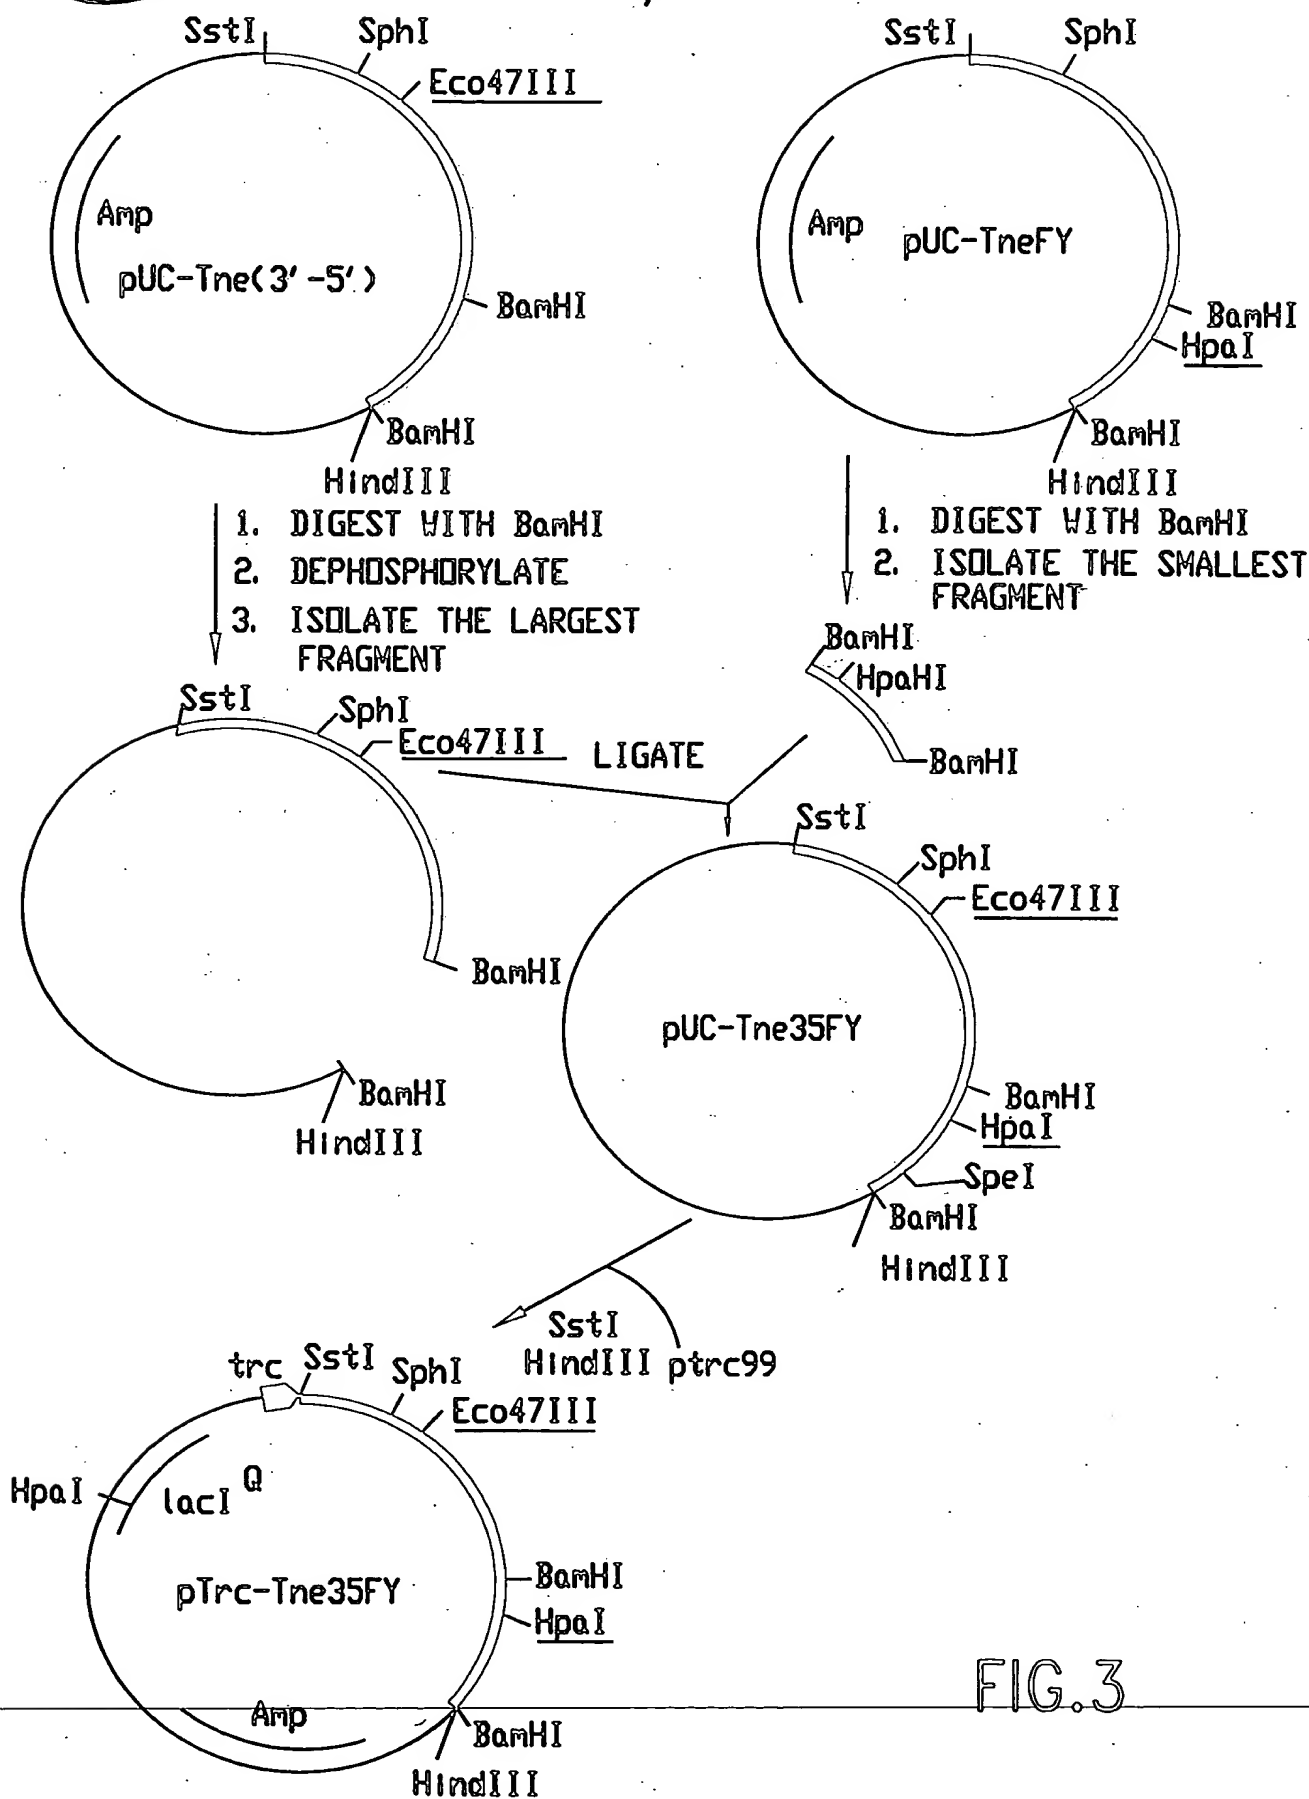 SstI
SphI
Eco47III
Amp
pUC-Tne(3'-5')
BamHI
BamHI
HindIII
SstI
SphI
Amp
pUC-TneFY
BamHI
HpaI
BamHI
HindIII
1. DIGEST WITH BamHI
2. DEPHOSPHORYLATE
3. ISOLATE THE LARGEST
FRAGMENT
1. DIGEST WITH BamHI
2. ISOLATE THE SMALLEST
FRAGMENT
BamHI
HpaHI
BamHI
SstI
SphI
Eco47III
LIGATE
BamHI
BamHI
HindIII
SstI
SphI
Eco47III
pUC-Tne35FY
BamHI
HpaI
SpeI
BamHI
HindIII
SstI
HindIII ptrc99
trc
SstI
SphI
Eco47III
HpaI
lacI Q
pTrc-Tne35FY
BamHI
HpaI
Amp
BamHI
HindIII
FIG.3